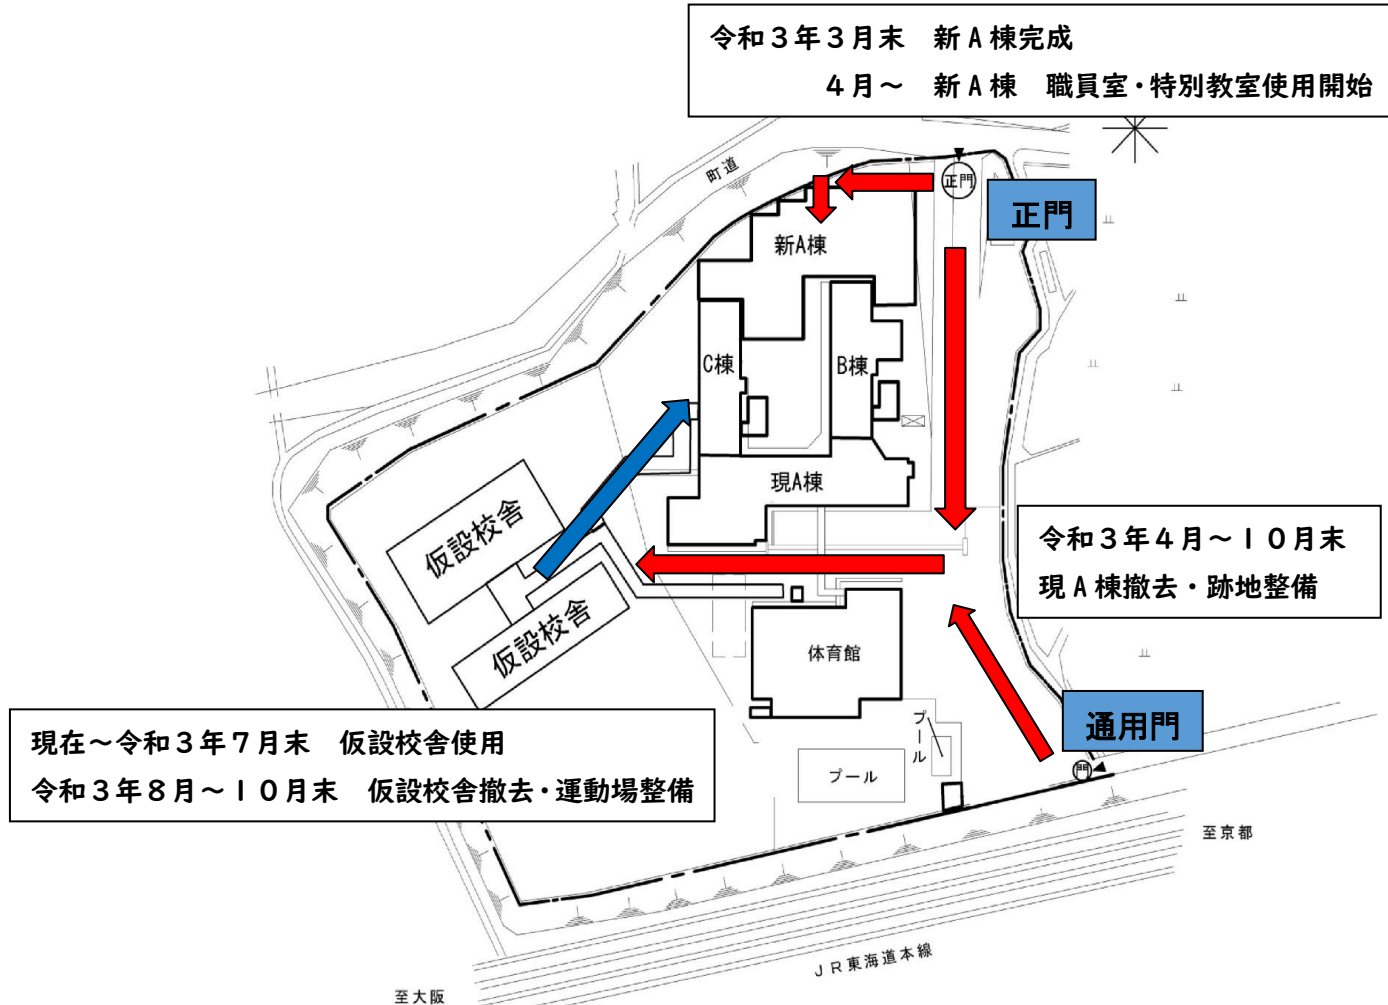 令和３年３月末　新Ａ棟完成
４月～　新Ａ棟　職員室・特別教室使用開始
町道
正門
正門
新A棟
C棟
B棟
現A棟
仮設校舎
仮設校舎
令和３年４月～１０月末
現Ａ棟撤去・跡地整備
体育館
通用門
現在～令和３年７月末　仮設校舎使用
令和３年８月～１０月末　仮設校舎撤去・運動場整備
プール
プール
門
至京都
ＪＲ東海道本線
至大阪